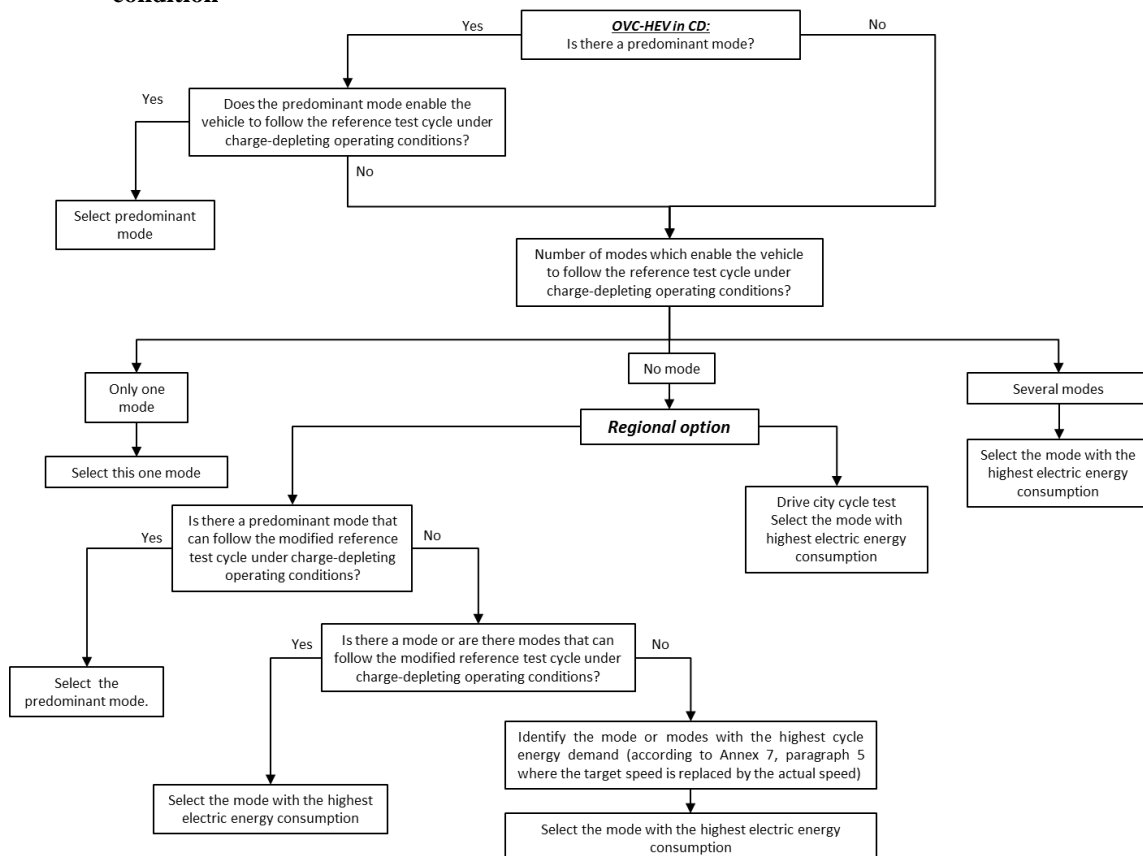 condition
OVC-HEV in CD:
Is there a predominant mode?
Yes
No
Does the predominant mode enable the
vehicle to follow the reference test cycle under
charge-depleting operating conditions?
Yes
No
Select predominant
mode
Number of modes which enable the vehicle
to follow the reference test cycle under
charge-depleting operating conditions?
Only one
mode
No mode
Several modes
Select this one mode
Regional option
Select the mode with the
highest electric energy
consumption
Drive city cycle test
Select the mode with
highest electric energy
consumption
Is there a predominant mode that
can follow the modified reference
test cycle under charge-depleting
operating conditions?
Yes
No
Select the
predominant mode.
Is there a mode or are there modes that can
follow the modified reference test cycle under
charge-depleting operating conditions?
Yes
No
Select the mode with the highest
electric energy consumption
Identify the mode or modes with the highest cycle
energy demand (according to Annex 7, paragraph 5
where the target speed is replaced by the actual speed)
Select the mode with the highest electric energy
consumption